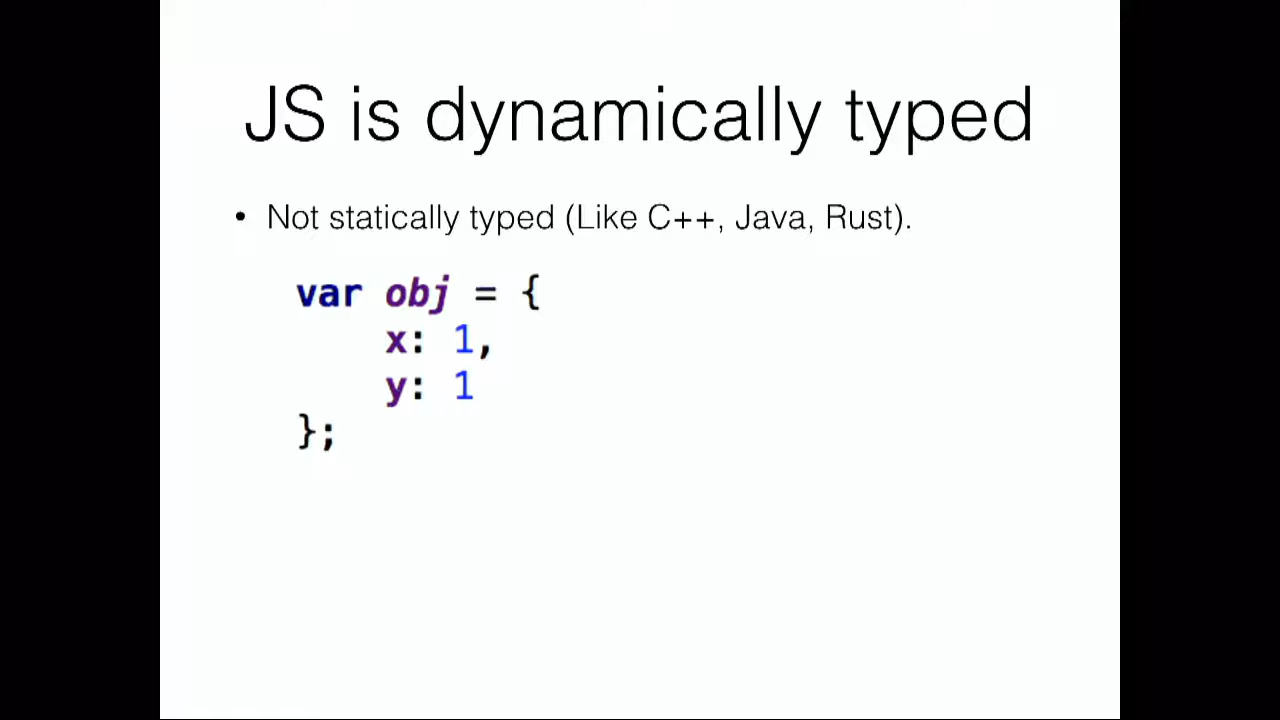 JS is dynamically typed
• Not statically typed (Like C++, Java, Rust).
var obj = {
    x: 1,
    y: 1
};